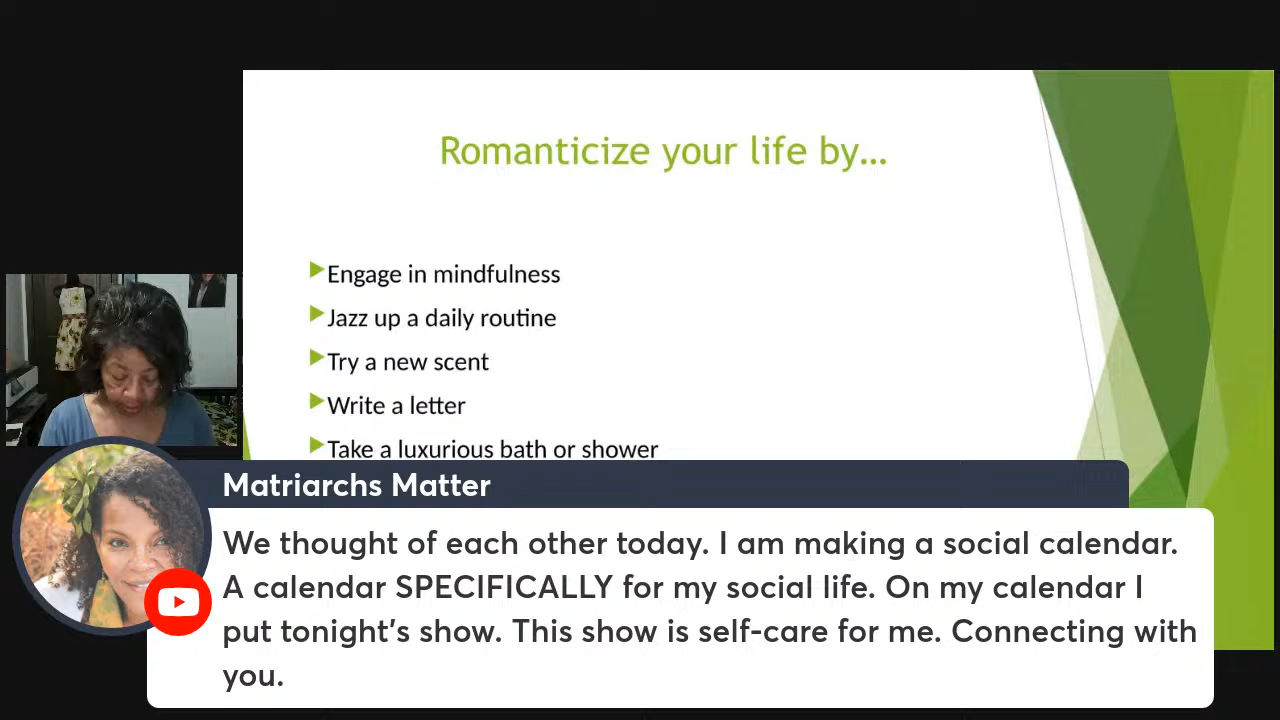 Romanticize your life by…
Engage in mindfulness
Jazz up a daily routine
Try a new scent
Write a letter
Take a luxurious bath or shower
Matriarchs Matter
We thought of each other today. I am making a social calendar.
A calendar SPECIFICALLY for my social life. On my calendar I
put tonight's show. This show is self-care for me. Connecting with
you.